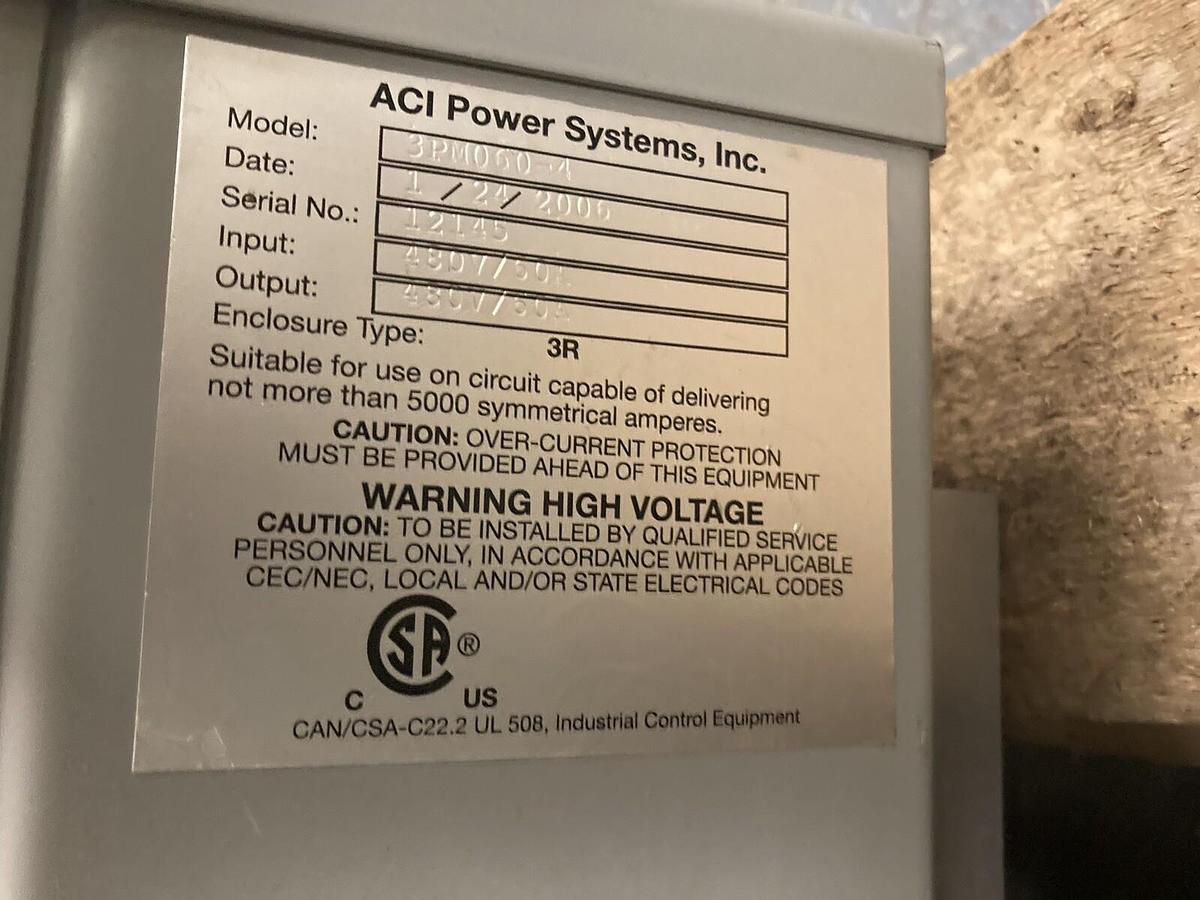 ACI Power Systems, Inc.
Model: 3PM060-4
Date: 1 / 24/ 2006
Serial No.: 12145
Input: 480V/60A
Output: 480V/60A
Enclosure Type: 3R
Suitable for use on circuit capable of delivering
not more than 5000 symmetrical amperes.
CAUTION: OVER-CURRENT PROTECTION
MUST BE PROVIDED AHEAD OF THIS EQUIPMENT
WARNING HIGH VOLTAGE
CAUTION: TO BE INSTALLED BY QUALIFIED SERVICE
PERSONNEL ONLY, IN ACCORDANCE WITH APPLICABLE
CEC/NEC, LOCAL AND/OR STATE ELECTRICAL CODES
CSA ®
C US
CAN/CSA-C22.2 UL 508, Industrial Control Equipment